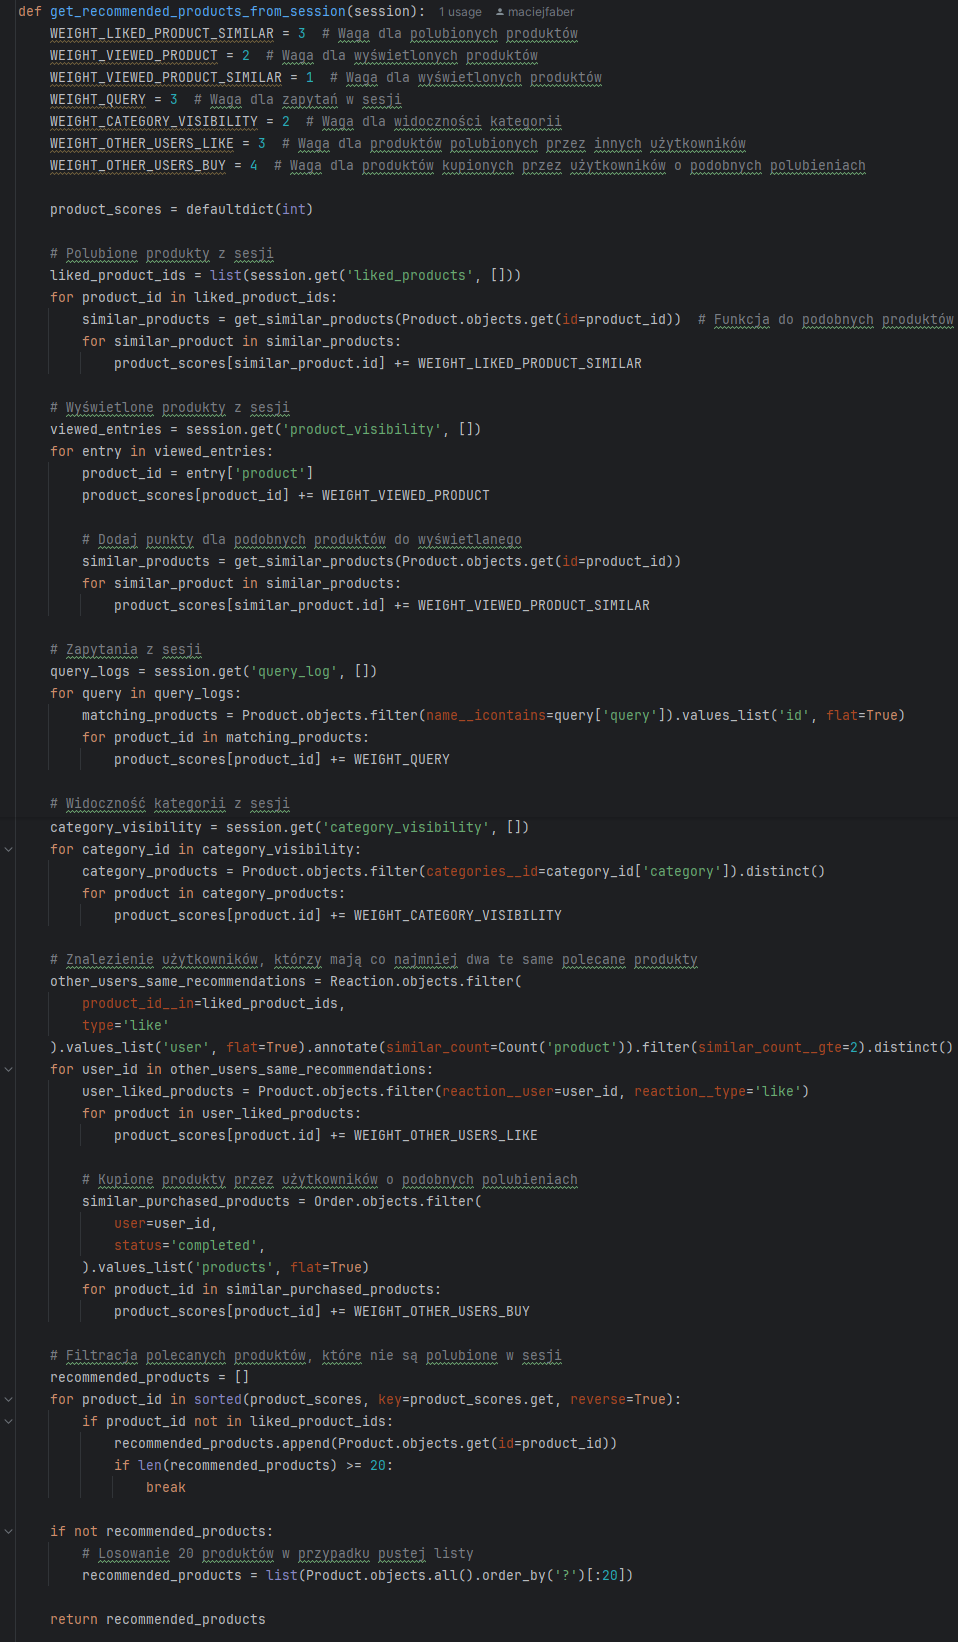 def get_recommended_products_from_session(session): 1 usage maciejfaber
    WEIGHT_LIKED_PRODUCT_SIMILAR = 3  # Waga dla polubionych produktów
    WEIGHT_VIEWED_PRODUCT = 2  # Waga dla wyświetlonych produktów
    WEIGHT_VIEWED_PRODUCT_SIMILAR = 1  # Waga dla wyświetlonych produktów
    WEIGHT_QUERY = 3  # Waga dla zapytań w sesji
    WEIGHT_CATEGORY_VISIBILITY = 2  # Waga dla widoczności kategorii
    WEIGHT_OTHER_USERS_LIKE = 3  # Waga dla produktów polubionych przez innych użytkowników
    WEIGHT_OTHER_USERS_BUY = 4  # Waga dla produktów kupionych przez użytkowników o podobnych polubieniach

    product_scores = defaultdict(int)

    # Polubione produkty z sesji
    liked_product_ids = list(session.get('liked_products', []))
    for product_id in liked_product_ids:
        similar_products = get_similar_products(Product.objects.get(id=product_id))  # Funkcja do podobnych produktów
        for similar_product in similar_products:
            product_scores[similar_product.id] += WEIGHT_LIKED_PRODUCT_SIMILAR

    # Wyświetlone produkty z sesji
    viewed_entries = session.get('product_visibility', [])
    for entry in viewed_entries:
        product_id = entry['product']
        product_scores[product_id] += WEIGHT_VIEWED_PRODUCT

        # Dodaj punkty dla podobnych produktów do wyświetlanego
        similar_products = get_similar_products(Product.objects.get(id=product_id))
        for similar_product in similar_products:
            product_scores[similar_product.id] += WEIGHT_VIEWED_PRODUCT_SIMILAR

    # Zapytania z sesji
    query_logs = session.get('query_log', [])
    for query in query_logs:
        matching_products = Product.objects.filter(name__icontains=query['query']).values_list('id', flat=True)
        for product_id in matching_products:
            product_scores[product_id] += WEIGHT_QUERY

    # Widoczność kategorii z sesji
    category_visibility = session.get('category_visibility', [])
    for category_id in category_visibility:
        category_products = Product.objects.filter(categories__id=category_id['category']).distinct()
        for product in category_products:
            product_scores[product.id] += WEIGHT_CATEGORY_VISIBILITY

    # Znalezienie użytkowników, którzy mają co najmniej dwa te same polecane produkty
    other_users_same_recommendations = Reaction.objects.filter(
        product_id__in=liked_product_ids,
        type='like'
    ).values_list('user', flat=True).annotate(similar_count=Count('product')).filter(similar_count__gte=2).distinct()
    for user_id in other_users_same_recommendations:
        user_liked_products = Product.objects.filter(reaction__user=user_id, reaction__type='like')
        for product in user_liked_products:
            product_scores[product.id] += WEIGHT_OTHER_USERS_LIKE

        # Kupione produkty przez użytkowników o podobnych polubieniach
        similar_purchased_products = Order.objects.filter(
            user=user_id,
            status='completed',
        ).values_list('products', flat=True)
        for product_id in similar_purchased_products:
            product_scores[product_id] += WEIGHT_OTHER_USERS_BUY

    # Filtracja polecanych produktów, które nie są polubione w sesji
    recommended_products = []
    for product_id in sorted(product_scores, key=product_scores.get, reverse=True):
        if product_id not in liked_product_ids:
            recommended_products.append(Product.objects.get(id=product_id))
            if len(recommended_products) >= 20:
                break

    if not recommended_products:
        # Losowanie 20 produktów w przypadku pustej listy
        recommended_products = list(Product.objects.all().order_by('?')[:20])

    return recommended_products